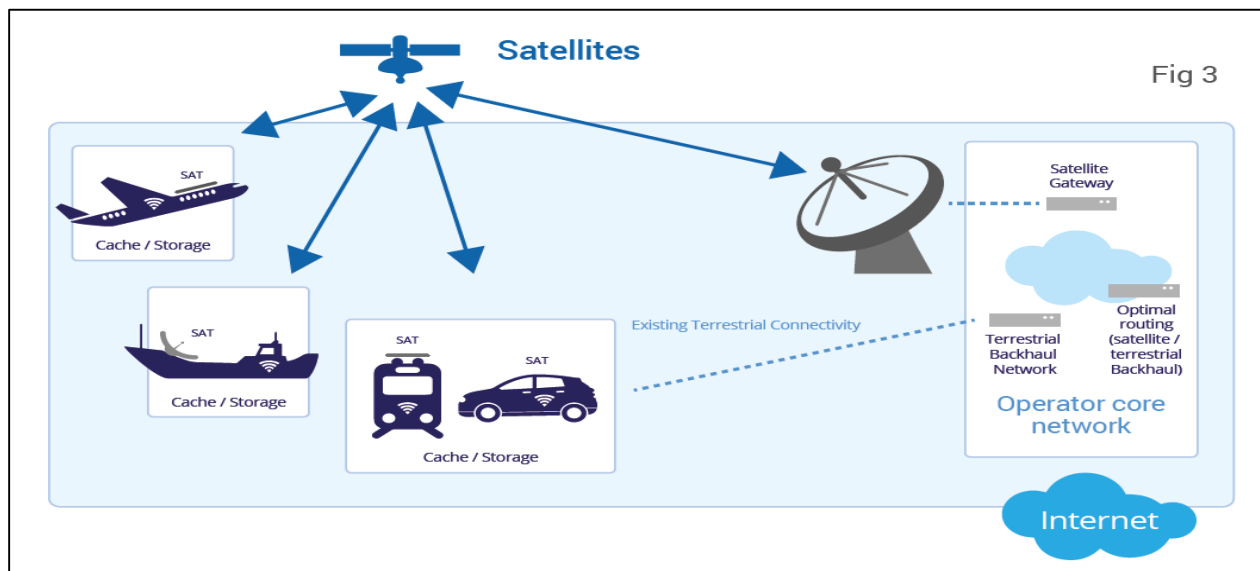 Satellites
Fig 3
SAT
Cache / Storage
SAT
Cache / Storage
SAT
SAT
Cache / Storage
Existing Terrestrial Connectivity
Satellite
Gateway
Terrestrial
Backhaul
Network
Optimal
routing
(satellite /
terrestrial
Backhaul)
Operator core
network
Internet